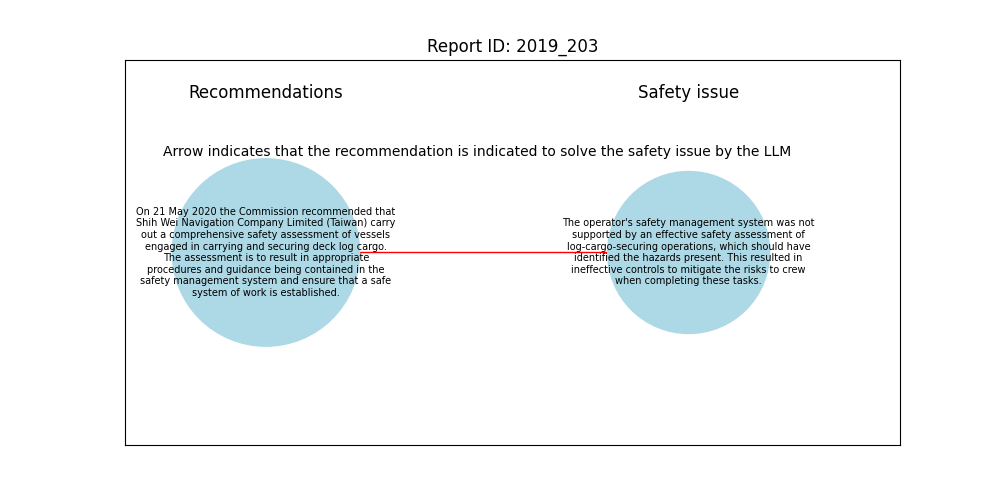 Report ID: 2019_203
Recommendations
Safety issue
Arrow indicates that the recommendation is indicated to solve the safety issue by the LLM
On 21 May 2020 the Commission recommended that
Shih Wei Navigation Company Limited (Taiwan) carry
out a comprehensive safety assessment of vessels
engaged in carrying and securing deck log cargo.
The assessment is to result in appropriate
procedures and guidance being contained in the
safety management system and ensure that a safe
system of work is established.
The operator's safety management system was not
supported by an effective safety assessment of
log-cargo-securing operations, which should have
identified the hazards present. This resulted in
ineffective controls to mitigate the risks to crew
when completing these tasks.